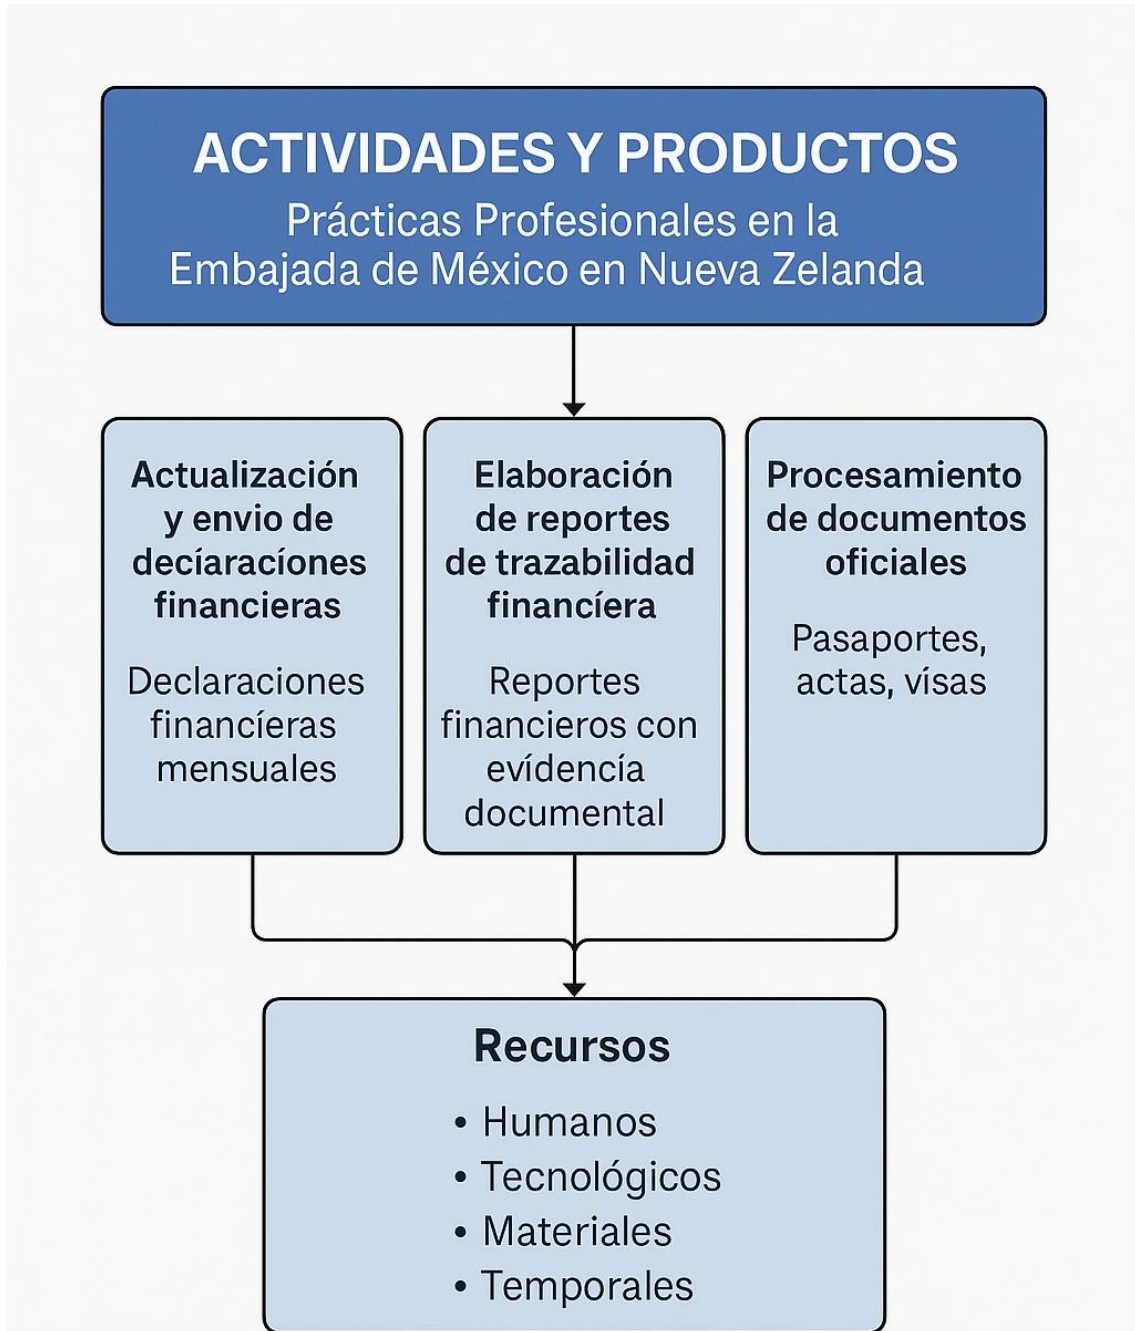 ACTIVIDADES Y PRODUCTOS
Prácticas Profesionales en la
Embajada de México en Nueva Zelanda
Actualización
y envio de
decíaracíones
financieras
Declaraciones
financíeras
mensuales
Elaboración
de reportes
de trazabilidad
financíera
Reportes
financieros con
evídencía
documental
Procesamiento
de documentos
oficiales
Pasaportes,
actas, vísas
Recursos
• Humanos
• Tecnológicos
• Materiales
• Temporales